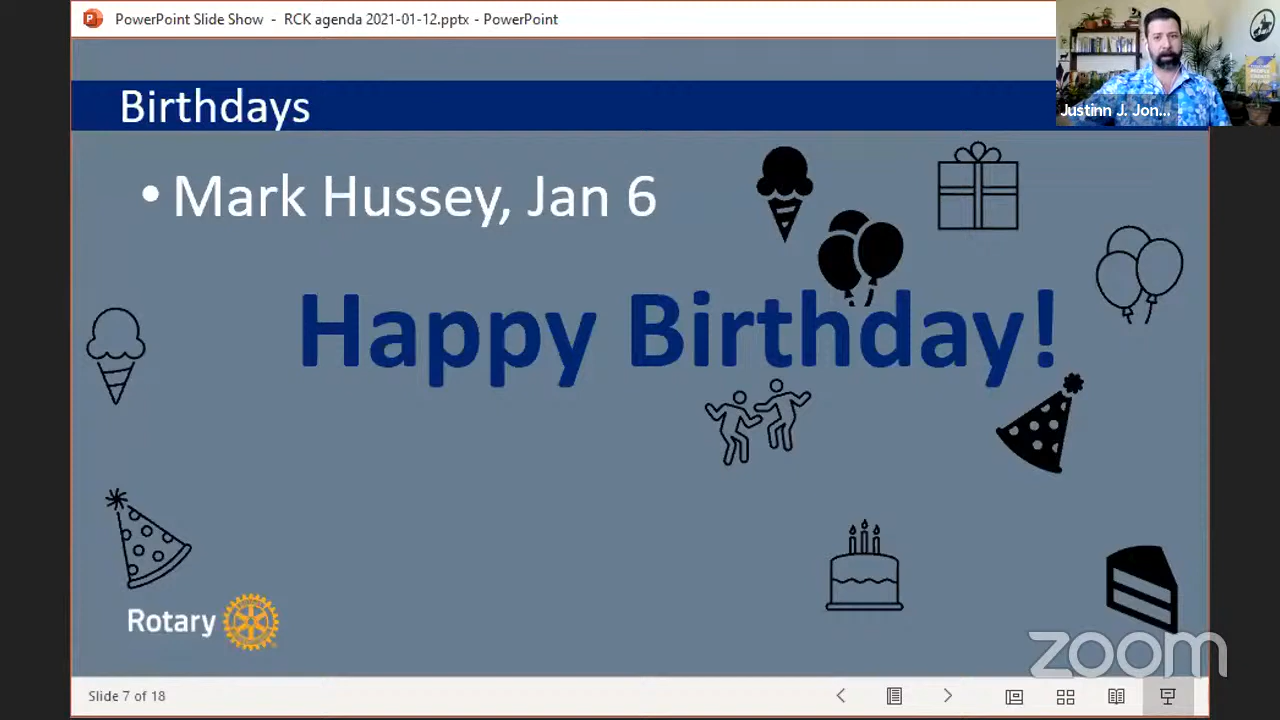 PowerPoint Slide Show - RCK agenda 2021-01-12.pptx - PowerPoint
Justinn J. Jon...
Birthdays
• Mark Hussey, Jan 6
Happy Birthday!
Rotary
zoom
Slide 7 of 18